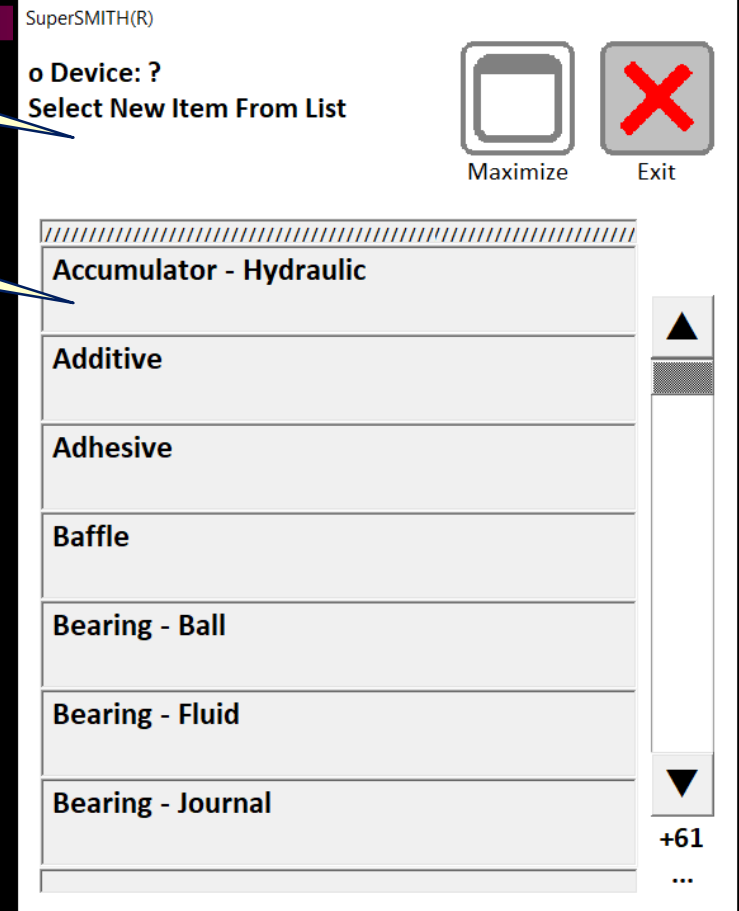 SuperSMITH(R)
o Device: ?
Select New Item From List
Maximize
Exit
////////////////////////////////////////////////////////////////////
Accumulator - Hydraulic
Additive
Adhesive
Baffle
Bearing - Ball
Bearing - Fluid
Bearing - Journal
+61
...